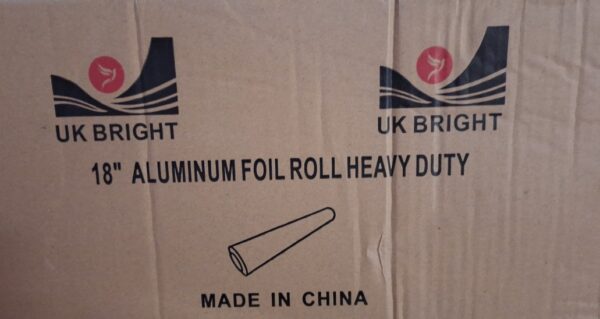 UK BRIGHT
UK BRIGHT
18" ALUMINUM FOIL ROLL HEAVY DUTY
MADE IN CHINA